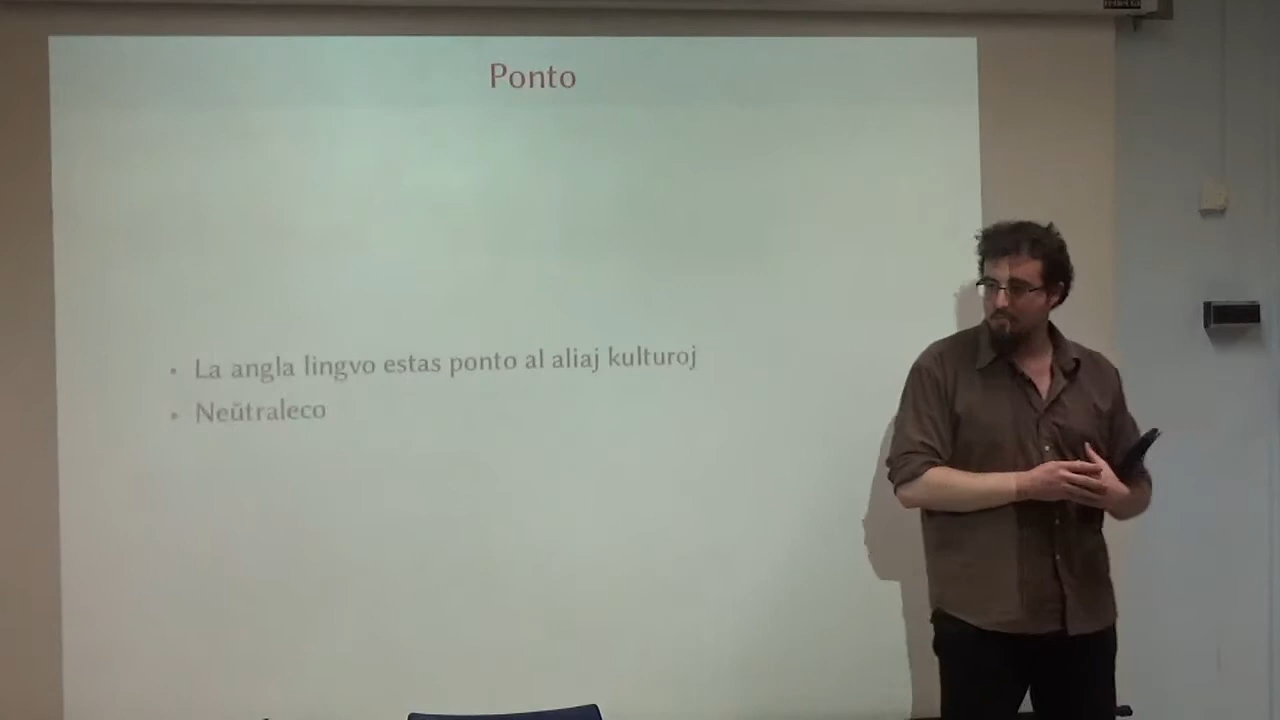 Ponto
• La angla lingvo estas ponto al aliaj kulturoj
• Neŭtraleco